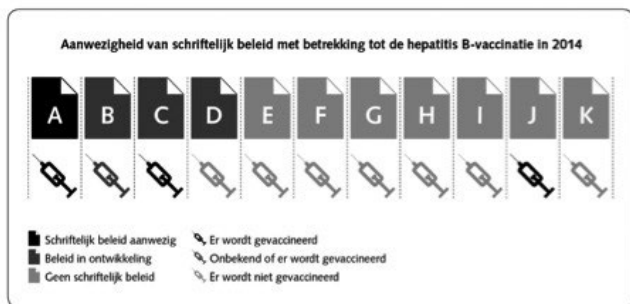 Aanwezigheid van schriftelijk beleid met betrekking tot de hepatitis B-vaccinatie in 2014
A B C D E F G H I J K
Schriftelijk beleid aanwezig Er wordt gevaccineerd
Beleid in ontwikkeling Onbekend of er wordt gevaccineerd
Geen schriftelijk beleid Er wordt niet gevaccineerd